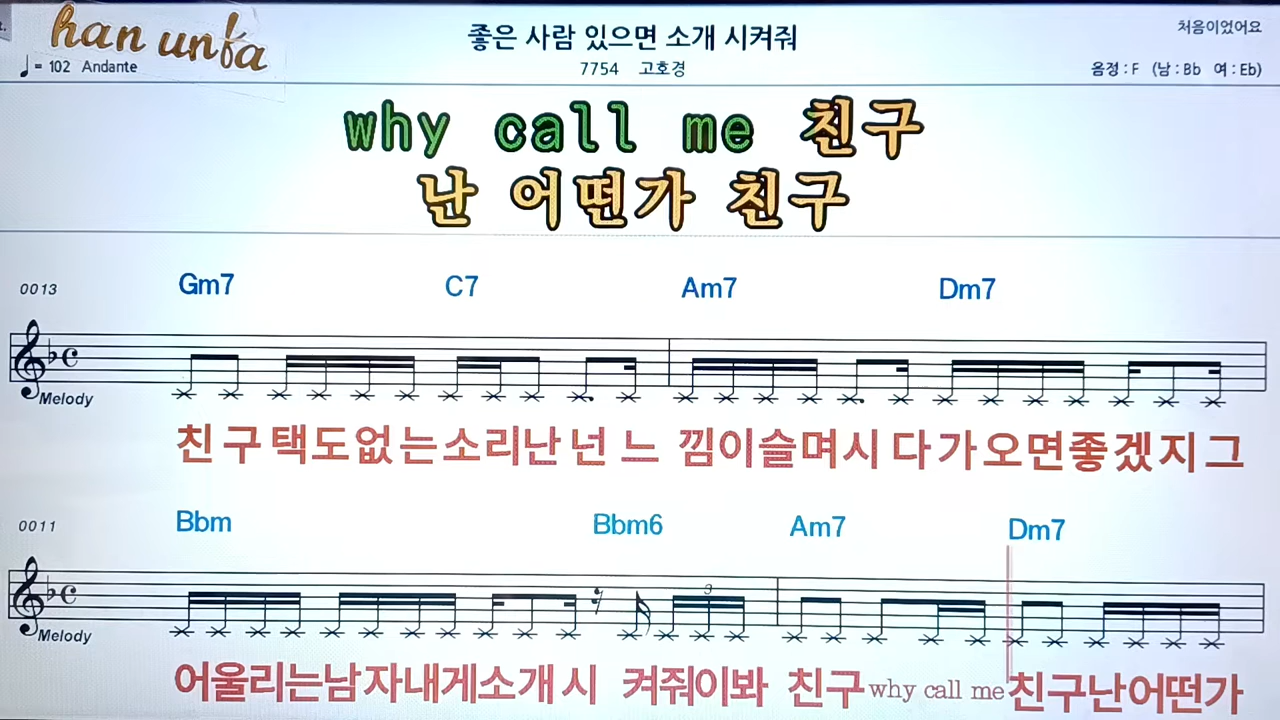 han un!a
좋은 사람 있으면 소개 시켜줘
처음이었어요
♩= 102 Andante
7754 고호경
음정 : F (남 : Bb 여 : Eb)
why call me 친구
난 어떤가 친구
0013 Gm7 C7 Am7 Dm7
Melody
친구택도없는소리난넌느 낌이슬며시다가오면좋겠지그
0011 Bbm Bbm6 Am7 Dm7
3
Melody
어울리는남자내게소개시 켜줘이봐 친구why call me친구난어떤가